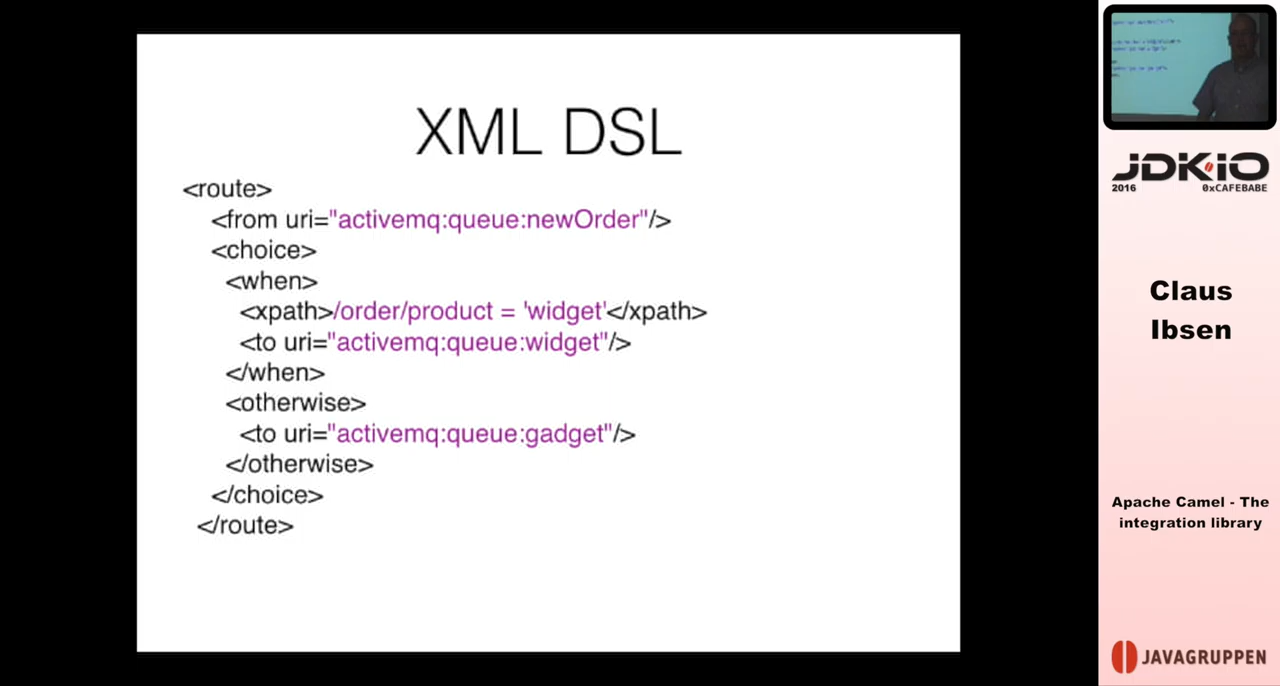 XML DSL
<route>
<from uri="activemq:queue:newOrder"/>
<choice>
<when>
<xpath>/order/product = 'widget'</xpath>
<to uri="activemq:queue:widget"/>
</when>
<otherwise>
<to uri="activemq:queue:gadget"/>
</otherwise>
</choice>
</route>
JDK.IO
2016 0xCAFEBABE
Claus
Ibsen
Apache Camel - The
integration library
JAVAGRUPPEN